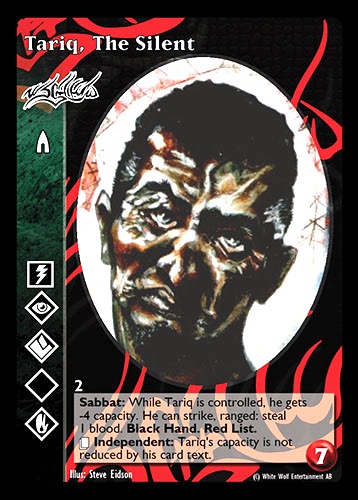 Tariq, The Silent
2
Sabbat: While Tariq is controlled, he gets
-4 capacity. He can strike, ranged: steal
1 blood. Black Hand. Red List.
Independent: Tariq's capacity is not
reduced by his card text.
7
Illus: Steve Eidson
(C) White Wolf Entertainment AB